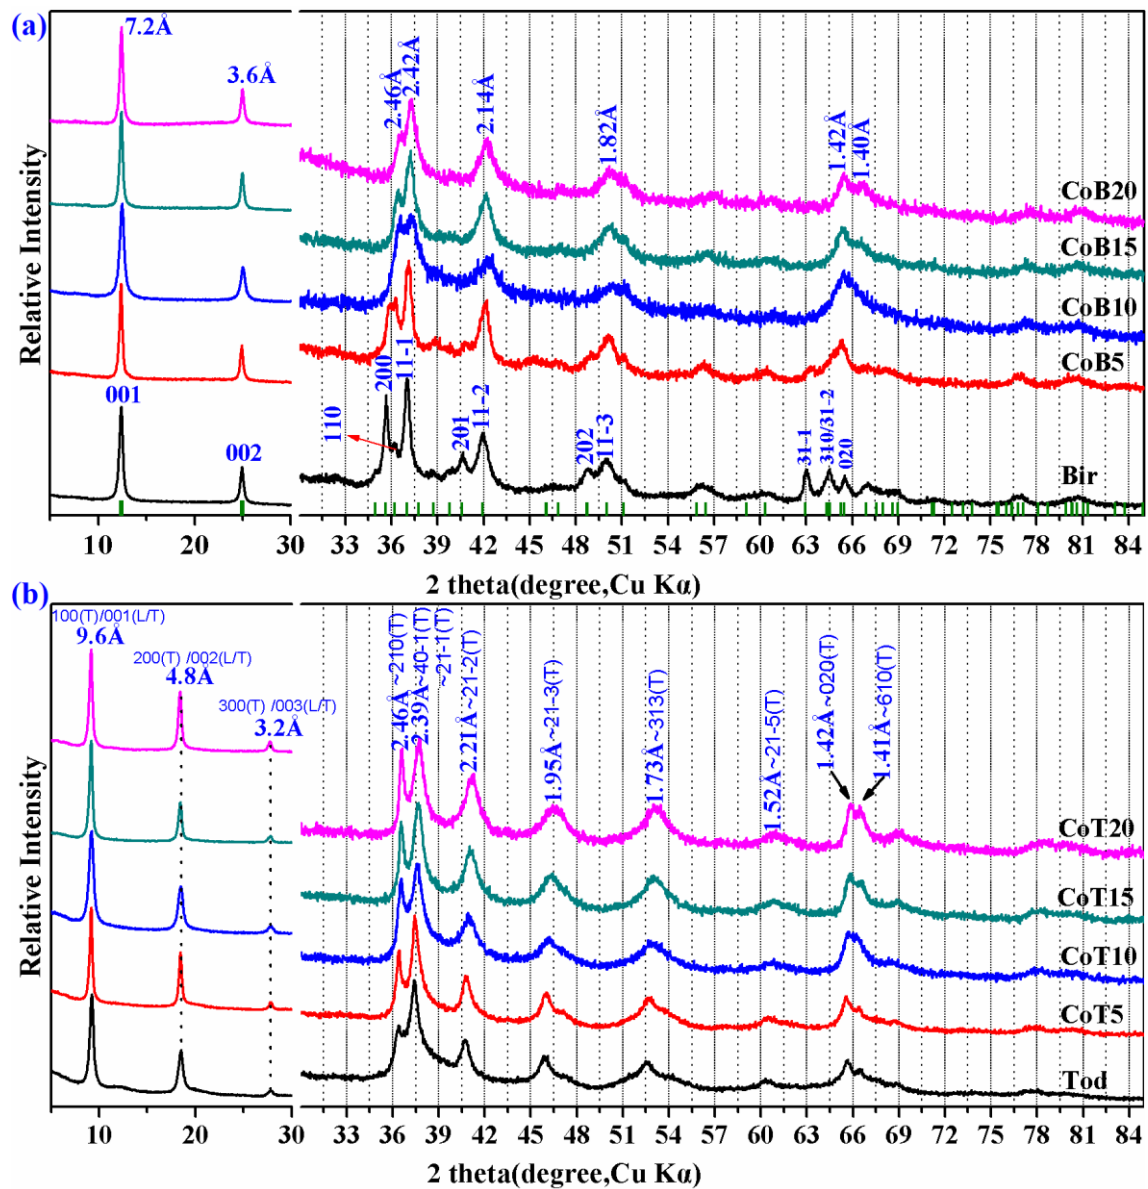 (a)
7.2Å
3.6Å
2.46Å
2.42Å
2.14Å
1.82Å
1.42Å
1.40Å
CoB20
CoB15
CoB10
CoB5
Bir
001
002
110
200
11-1
201
11-2
202
11-3
31-1
310/31-2
020
Relative Intensity
10 20 30 33 36 39 42 45 48 51 54 57 60 63 66 69 72 75 78 81 84
2 theta(degree,Cu Kα)
(b)
100(T)/001(L/T)
9.6Å
200(T) /002(L/T)
4.8Å
300(T) /003(L/T)
3.2Å
2.46Å~210(T)
2.39Å~40-1(T)
~21-1(T)
2.21Å~21-2(T)
1.95Å~21-3(T)
1.73Å~313(T)
1.52Å~21-5(T)
1.42Å~020(T)
1.41Å~610(T)
CoT20
CoT15
CoT10
CoT5
Tod
Relative Intensity
10 20 30 33 36 39 42 45 48 51 54 57 60 63 66 69 72 75 78 81 84
2 theta(degree,Cu Kα)